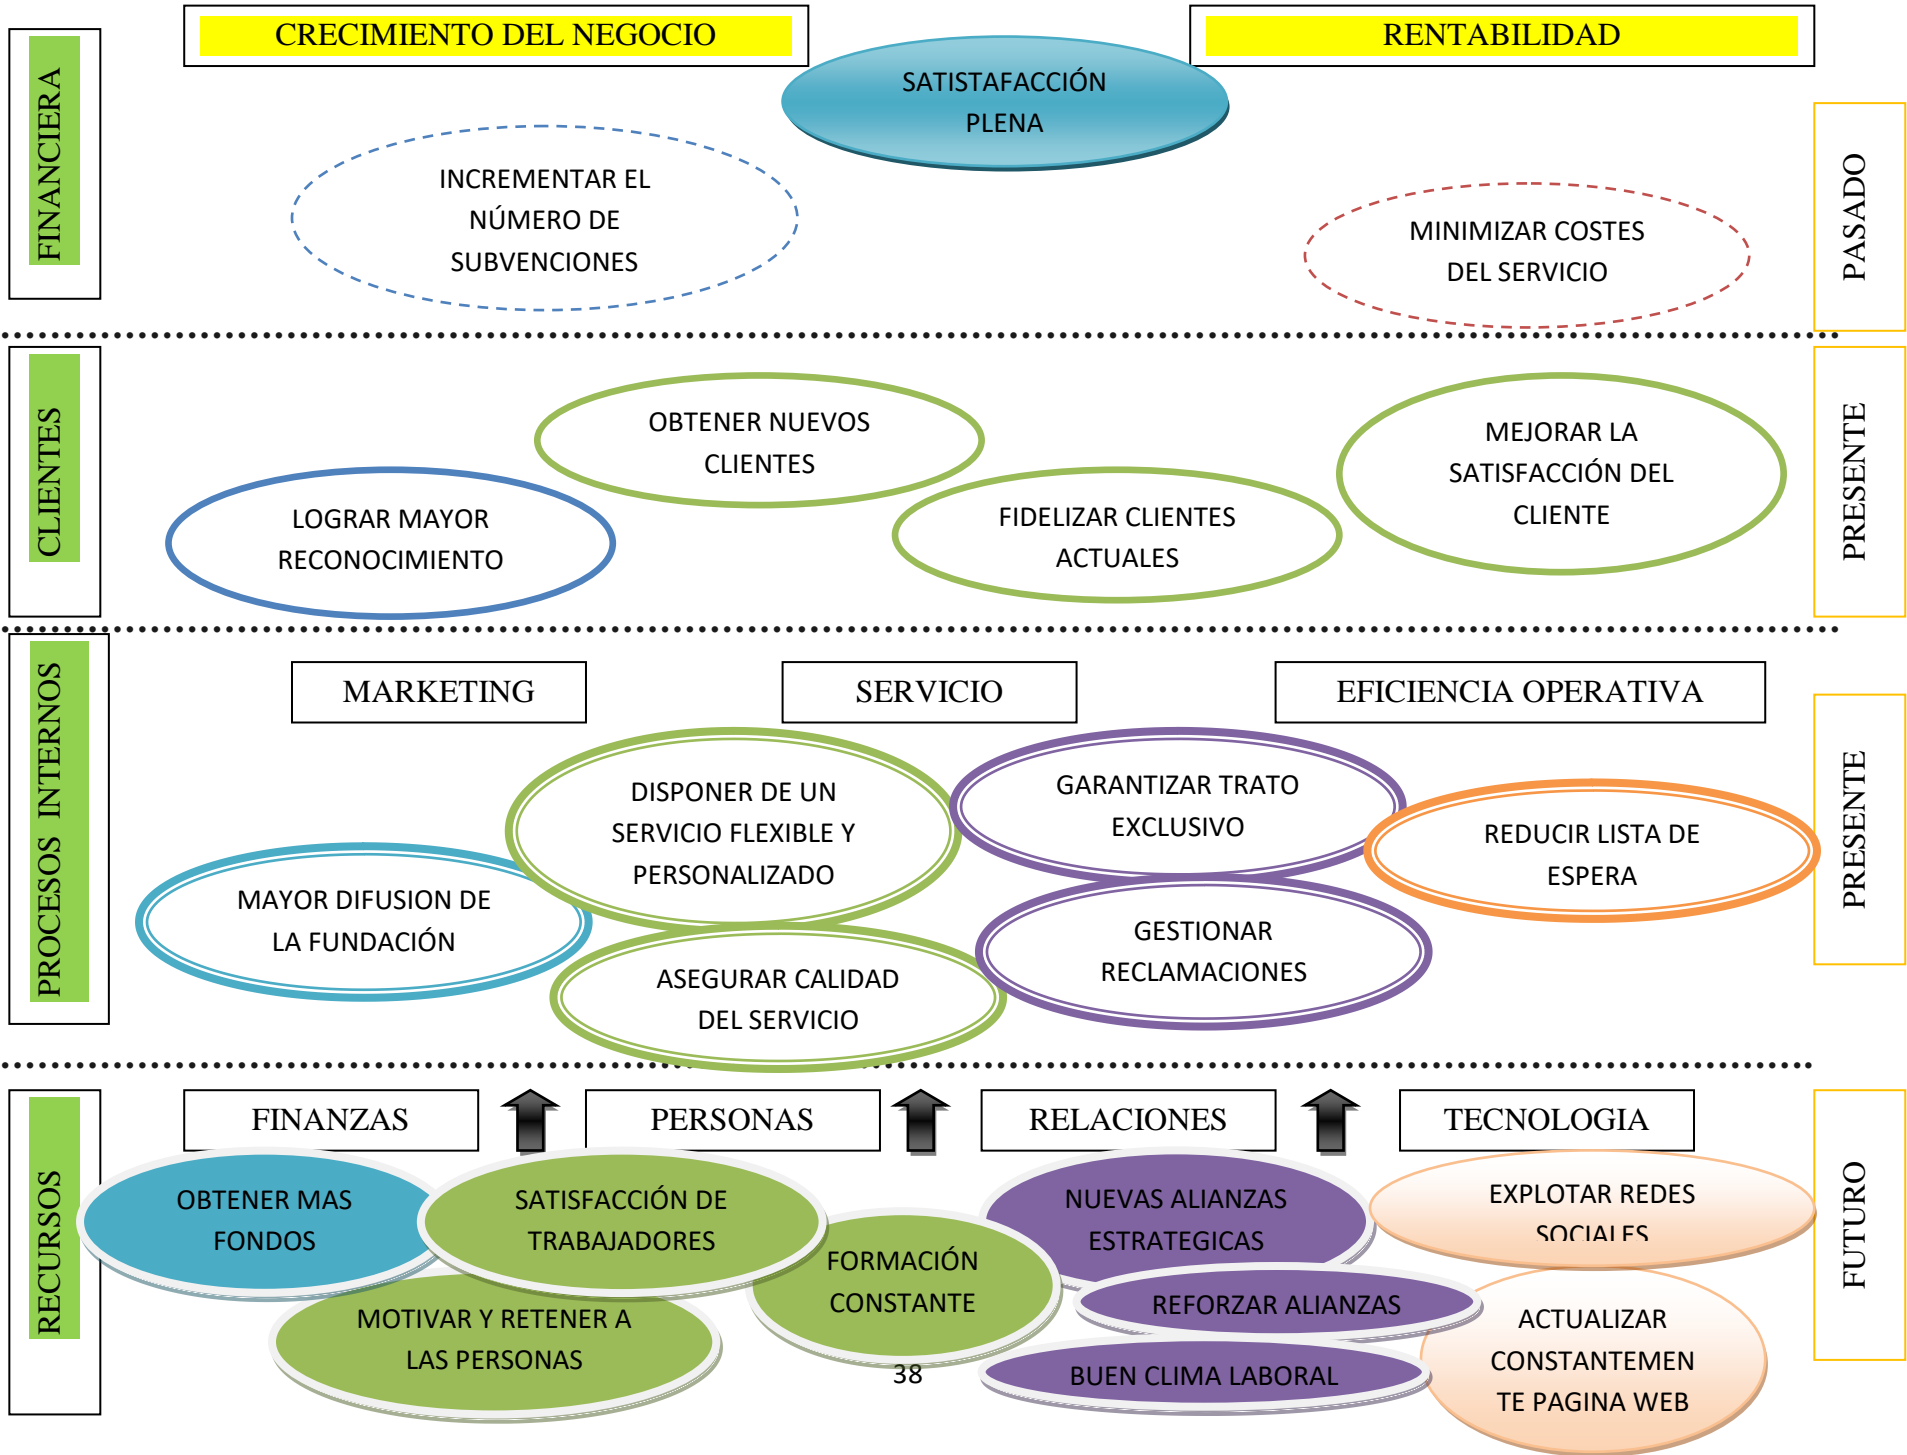 CRECIMIENTO DEL NEGOCIO
RENTABILIDAD
FINANCIERA
SATISTAFACCIÓN
PLENA
INCREMENTAR EL
NÚMERO DE
SUBVENCIONES
MINIMIZAR COSTES
DEL SERVICIO
PASADO
CLIENTES
OBTENER NUEVOS
CLIENTES
LOGRAR MAYOR
RECONOCIMIENTO
FIDELIZAR CLIENTES
ACTUALES
MEJORAR LA
SATISFACCIÓN DEL
CLIENTE
PRESENTE
PROCESOS INTERNOS
MARKETING
SERVICIO
EFICIENCIA OPERATIVA
MAYOR DIFUSION DE
LA FUNDACIÓN
DISPONER DE UN
SERVICIO FLEXIBLE Y
PERSONALIZADO
ASEGURAR CALIDAD
DEL SERVICIO
GARANTIZAR TRATO
EXCLUSIVO
GESTIONAR
RECLAMACIONES
REDUCIR LISTA DE
ESPERA
PRESENTE
RECURSOS
FINANZAS
PERSONAS
RELACIONES
TECNOLOGIA
OBTENER MAS
FONDOS
SATISFACCIÓN DE
TRABAJADORES
MOTIVAR Y RETENER A
LAS PERSONAS
FORMACIÓN
CONSTANTE
NUEVAS ALIANZAS
ESTRATEGICAS
REFORZAR ALIANZAS
BUEN CLIMA LABORAL
EXPLOTAR REDES
SOCIALES
ACTUALIZAR
CONSTANTEMEN
TE PAGINA WEB
FUTURO
38